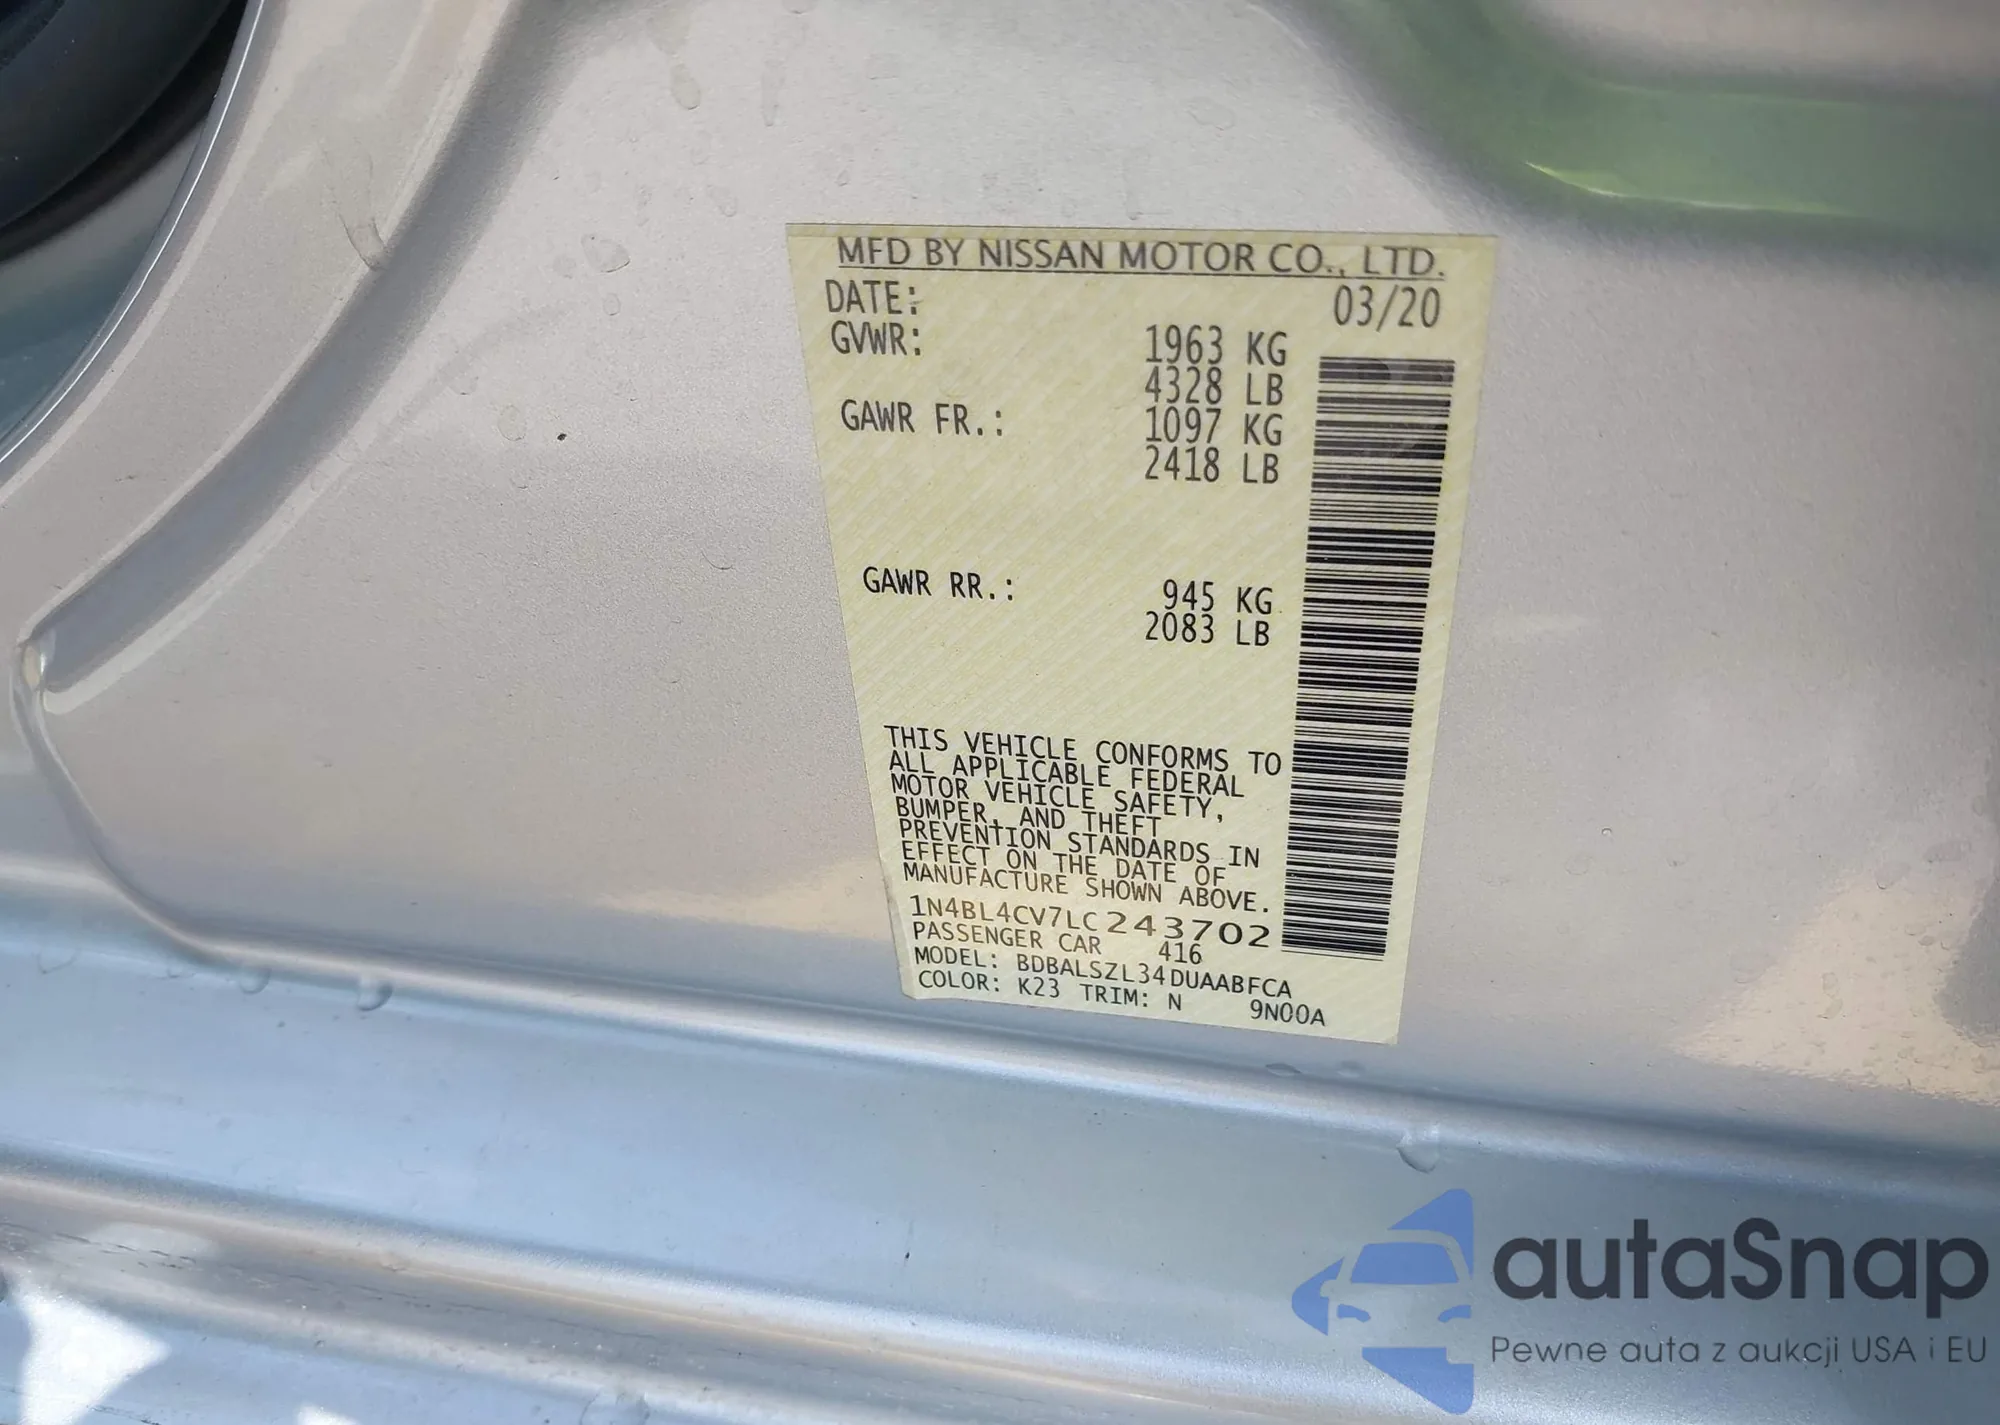 MFD BY NISSAN MOTOR CO., LTD.
DATE: 03/20
GVWR: 1963 KG
4328 LB
GAWR FR.: 1097 KG
2418 LB
GAWR RR.: 945 KG
2083 LB
THIS VEHICLE CONFORMS TO
ALL APPLICABLE FEDERAL
MOTOR VEHICLE SAFETY,
BUMPER, AND THEFT
PREVENTION STANDARDS IN
EFFECT ON THE DATE OF
MANUFACTURE SHOWN ABOVE.
1N4BL4CV7LC243702
PASSENGER CAR 416
MODEL: BDBALSZL34DUAABFCA
COLOR: K23 TRIM: N 9N00A
autaSnap
Pewne auta z aukcji USA i EU